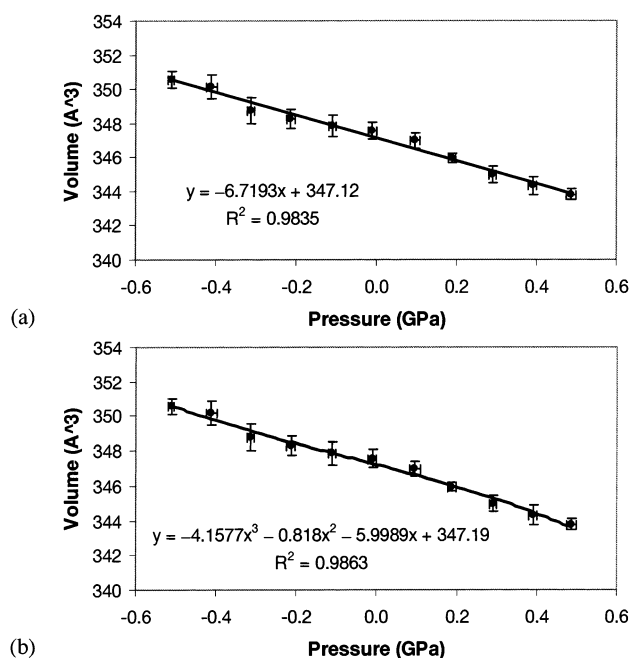 354
352
350
348
346
344
342
340
Volume (A^3)
y = −6.7193x + 347.12
R² = 0.9835
-0.6 -0.4 -0.2 0.0 0.2 0.4 0.6
(a)
Pressure (GPa)
354
352
350
348
346
344
342
340
Volume (A^3)
y = −4.1577x³ − 0.818x² − 5.9989x + 347.19
R² = 0.9863
-0.6 -0.4 -0.2 0.0 0.2 0.4 0.6
(b)
Pressure (GPa)